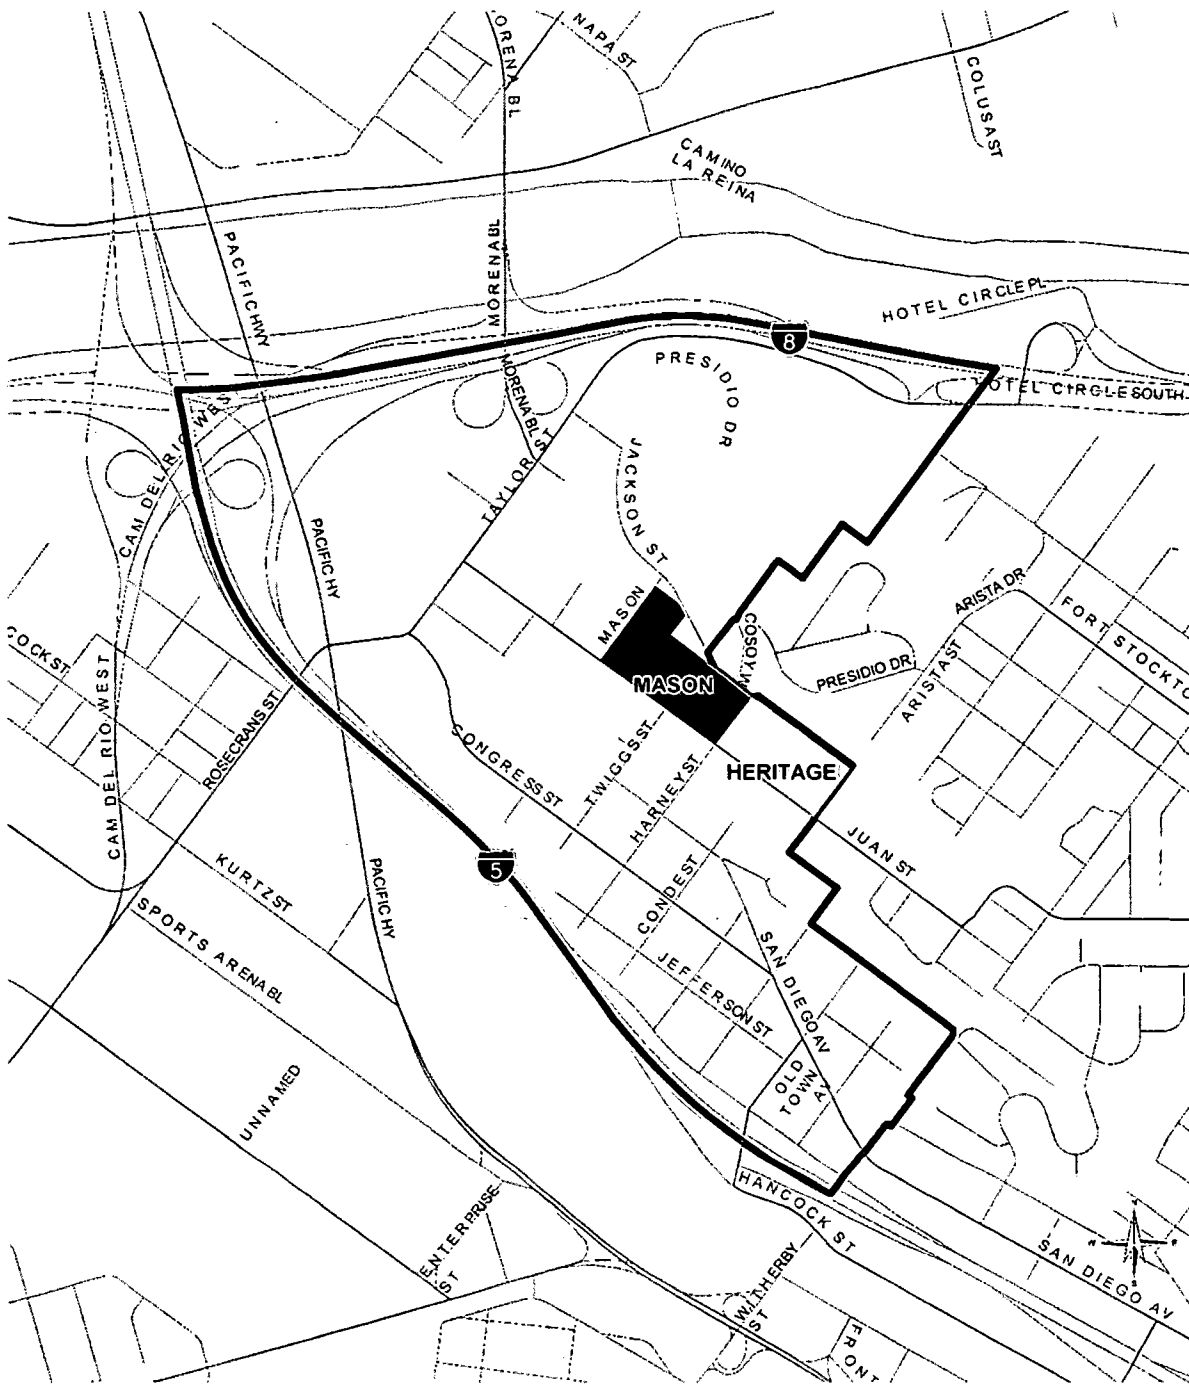 NAPA ST
ORENA BL
COLUSA ST
CAMINO
LA REINA
PACIFIC HWY
MORENA BL
HOTEL CIRCLE PL
8
PRESIDIO DR
OTEL CIRCLE SOUTH
MORENA BL
CAM DEL RIO WES
TAYLOR ST
JACKSON ST
PACIFIC HY
MASON
COSOY W
ARISTA DR
FORT STOCKTO
COCK ST
CAM DEL RIO WEST
MASON
PRESIDIO DR
ARISTA ST
ROSECRANS ST
CONGRESS ST
TWIGGS ST
HARNEY ST
HERITAGE
JUAN ST
5
KURTZ ST
PACIFIC HY
CONDE ST
SPORTS ARENA BL
JEFFERSON ST
SAN DIEGO AV
OLD
TOWN
AV
UNNAMED
HANCOCK ST
ENTERPRISE
ST
WITHERBY
ST
SAN DIEGO AV
FRONT